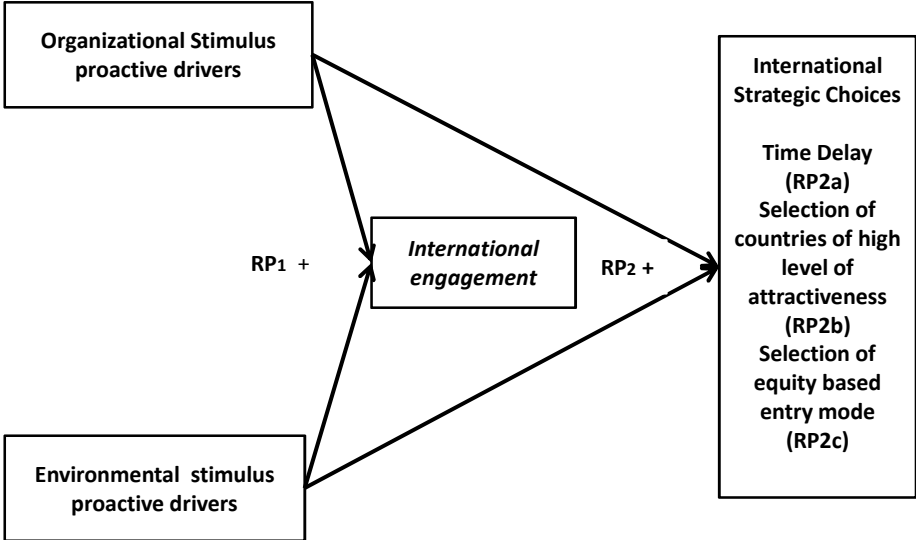 Organizational Stimulus
proactive drivers
International
Strategic Choices
Time Delay
(RP2a)
Selection of
countries of high
level of
attractiveness
(RP2b)
Selection of
equity based
entry mode
(RP2c)
RP1 +
International
engagement
RP2 +
Environmental stimulus
proactive drivers